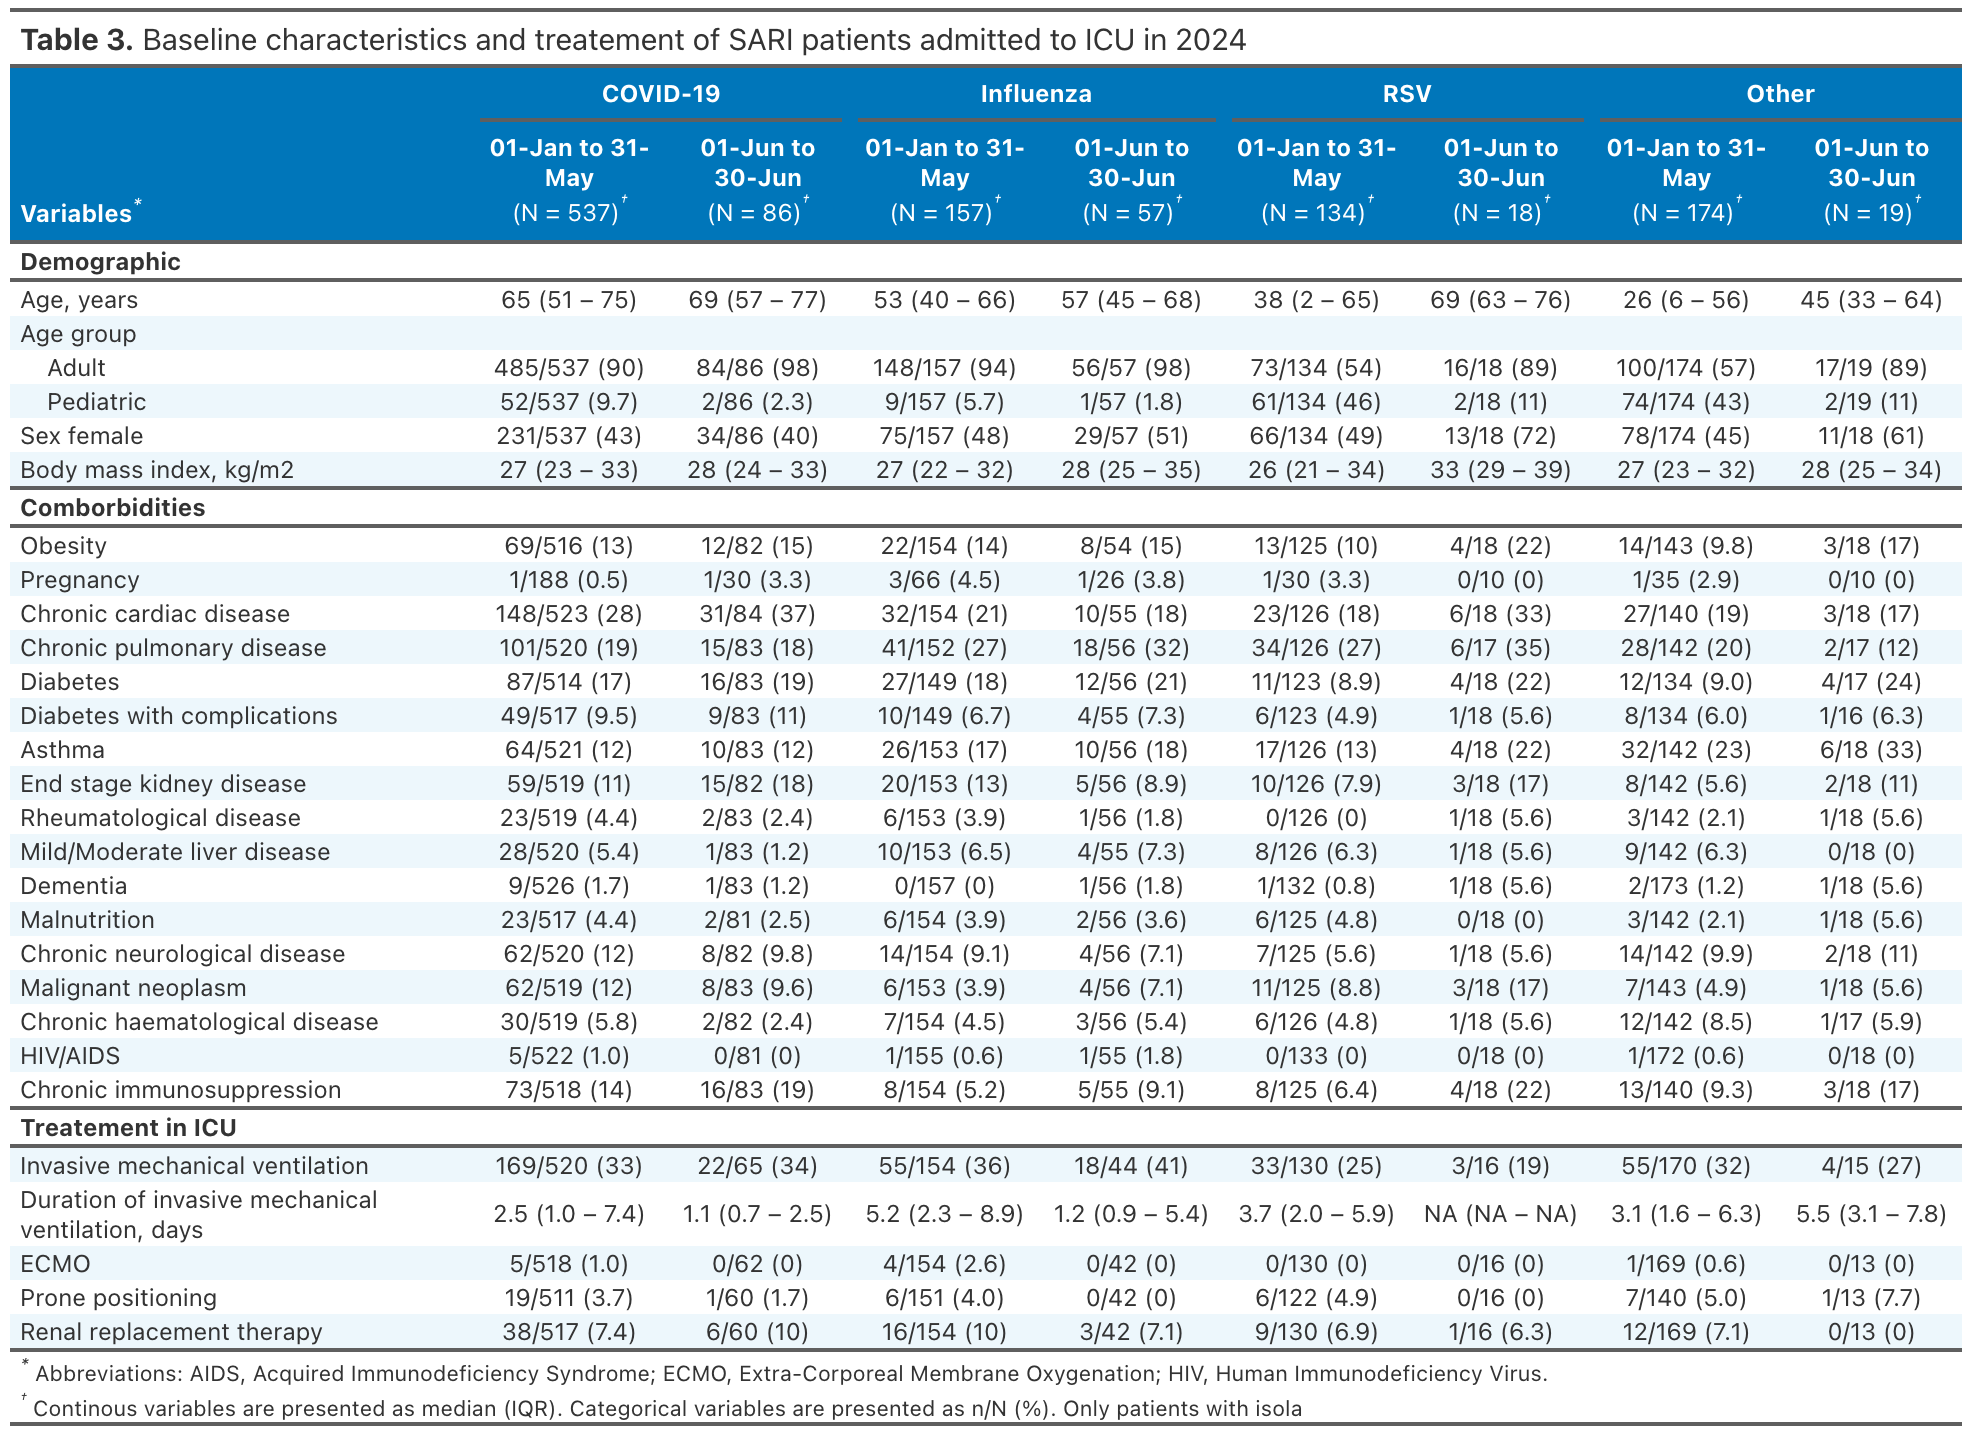 Table 3. Baseline characteristics and treatement of SARI patients admitted to ICU in 2024
COVID-19 Influenza RSV Other
Variables* 01-Jan to 31-May (N = 537)† 01-Jun to 30-Jun (N = 86)† 01-Jan to 31-May (N = 157)† 01-Jun to 30-Jun (N = 57)† 01-Jan to 31-May (N = 134)† 01-Jun to 30-Jun (N = 18)† 01-Jan to 31-May (N = 174)† 01-Jun to 30-Jun (N = 19)†
Demographic
Age, years 65 (51 – 75) 69 (57 – 77) 53 (40 – 66) 57 (45 – 68) 38 (2 – 65) 69 (63 – 76) 26 (6 – 56) 45 (33 – 64)
Age group
Adult 485/537 (90) 84/86 (98) 148/157 (94) 56/57 (98) 73/134 (54) 16/18 (89) 100/174 (57) 17/19 (89)
Pediatric 52/537 (9.7) 2/86 (2.3) 9/157 (5.7) 1/57 (1.8) 61/134 (46) 2/18 (11) 74/174 (43) 2/19 (11)
Sex female 231/537 (43) 34/86 (40) 75/157 (48) 29/57 (51) 66/134 (49) 13/18 (72) 78/174 (45) 11/18 (61)
Body mass index, kg/m2 27 (23 – 33) 28 (24 – 33) 27 (22 – 32) 28 (25 – 35) 26 (21 – 34) 33 (29 – 39) 27 (23 – 32) 28 (25 – 34)
Comborbidities
Obesity 69/516 (13) 12/82 (15) 22/154 (14) 8/54 (15) 13/125 (10) 4/18 (22) 14/143 (9.8) 3/18 (17)
Pregnancy 1/188 (0.5) 1/30 (3.3) 3/66 (4.5) 1/26 (3.8) 1/30 (3.3) 0/10 (0) 1/35 (2.9) 0/10 (0)
Chronic cardiac disease 148/523 (28) 31/84 (37) 32/154 (21) 10/55 (18) 23/126 (18) 6/18 (33) 27/140 (19) 3/18 (17)
Chronic pulmonary disease 101/520 (19) 15/83 (18) 41/152 (27) 18/56 (32) 34/126 (27) 6/17 (35) 28/142 (20) 2/17 (12)
Diabetes 87/514 (17) 16/83 (19) 27/149 (18) 12/56 (21) 11/123 (8.9) 4/18 (22) 12/134 (9.0) 4/17 (24)
Diabetes with complications 49/517 (9.5) 9/83 (11) 10/149 (6.7) 4/55 (7.3) 6/123 (4.9) 1/18 (5.6) 8/134 (6.0) 1/16 (6.3)
Asthma 64/521 (12) 10/83 (12) 26/153 (17) 10/56 (18) 17/126 (13) 4/18 (22) 32/142 (23) 6/18 (33)
End stage kidney disease 59/519 (11) 15/82 (18) 20/153 (13) 5/56 (8.9) 10/126 (7.9) 3/18 (17) 8/142 (5.6) 2/18 (11)
Rheumatological disease 23/519 (4.4) 2/83 (2.4) 6/153 (3.9) 1/56 (1.8) 0/126 (0) 1/18 (5.6) 3/142 (2.1) 1/18 (5.6)
Mild/Moderate liver disease 28/520 (5.4) 1/83 (1.2) 10/153 (6.5) 4/55 (7.3) 8/126 (6.3) 1/18 (5.6) 9/142 (6.3) 0/18 (0)
Dementia 9/526 (1.7) 1/83 (1.2) 0/157 (0) 1/56 (1.8) 1/132 (0.8) 1/18 (5.6) 2/173 (1.2) 1/18 (5.6)
Malnutrition 23/517 (4.4) 2/81 (2.5) 6/154 (3.9) 2/56 (3.6) 6/125 (4.8) 0/18 (0) 3/142 (2.1) 1/18 (5.6)
Chronic neurological disease 62/520 (12) 8/82 (9.8) 14/154 (9.1) 4/56 (7.1) 7/125 (5.6) 1/18 (5.6) 14/142 (9.9) 2/18 (11)
Malignant neoplasm 62/519 (12) 8/83 (9.6) 6/153 (3.9) 4/56 (7.1) 11/125 (8.8) 3/18 (17) 7/143 (4.9) 1/18 (5.6)
Chronic haematological disease 30/519 (5.8) 2/82 (2.4) 7/154 (4.5) 3/56 (5.4) 6/126 (4.8) 1/18 (5.6) 12/142 (8.5) 1/17 (5.9)
HIV/AIDS 5/522 (1.0) 0/81 (0) 1/155 (0.6) 1/55 (1.8) 0/133 (0) 0/18 (0) 1/172 (0.6) 0/18 (0)
Chronic immunosuppression 73/518 (14) 16/83 (19) 8/154 (5.2) 5/55 (9.1) 8/125 (6.4) 4/18 (22) 13/140 (9.3) 3/18 (17)
Treatement in ICU
Invasive mechanical ventilation 169/520 (33) 22/65 (34) 55/154 (36) 18/44 (41) 33/130 (25) 3/16 (19) 55/170 (32) 4/15 (27)
Duration of invasive mechanical
ventilation, days 2.5 (1.0 – 7.4) 1.1 (0.7 – 2.5) 5.2 (2.3 – 8.9) 1.2 (0.9 – 5.4) 3.7 (2.0 – 5.9) NA (NA – NA) 3.1 (1.6 – 6.3) 5.5 (3.1 – 7.8)
ECMO 5/518 (1.0) 0/62 (0) 4/154 (2.6) 0/42 (0) 0/130 (0) 0/16 (0) 1/169 (0.6) 0/13 (0)
Prone positioning 19/511 (3.7) 1/60 (1.7) 6/151 (4.0) 0/42 (0) 6/122 (4.9) 0/16 (0) 7/140 (5.0) 1/13 (7.7)
Renal replacement therapy 38/517 (7.4) 6/60 (10) 16/154 (10) 3/42 (7.1) 9/130 (6.9) 1/16 (6.3) 12/169 (7.1) 0/13 (0)
* Abbreviations: AIDS, Acquired Immunodeficiency Syndrome; ECMO, Extra-Corporeal Membrane Oxygenation; HIV, Human Immunodeficiency Virus.
† Continous variables are presented as median (IQR). Categorical variables are presented as n/N (%). Only patients with isola